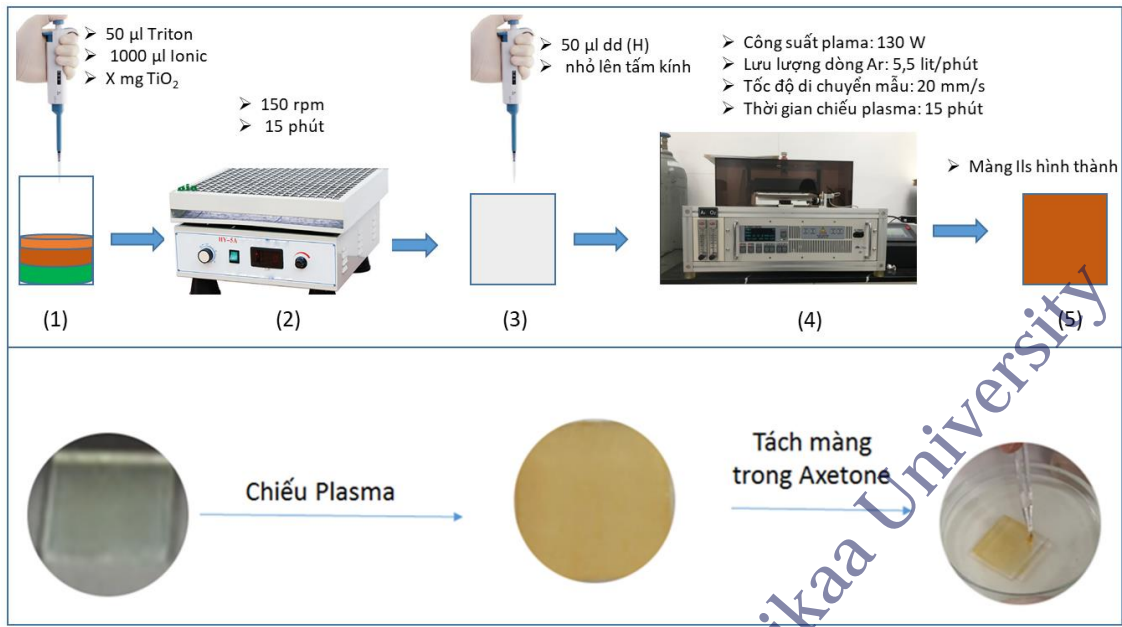 ➢ 50 µl Triton
➢ 1000 µl Ionic
➢ X mg TiO₂
➢ 150 rpm
➢ 15 phút
➢ 50 µl dd (H)
➢ nhỏ lên tấm kính
➢ Công suất plama: 130 W
➢ Lưu lượng dòng Ar: 5,5 lit/phút
➢ Tốc độ di chuyển mẫu: 20 mm/s
➢ Thời gian chiếu plasma: 15 phút
➢ Màng Ils hình thành
HY-5A
(1)
(2)
(3)
(4)
(5)
Chiếu Plasma
Tách màng
trong Axetone
ikaa University